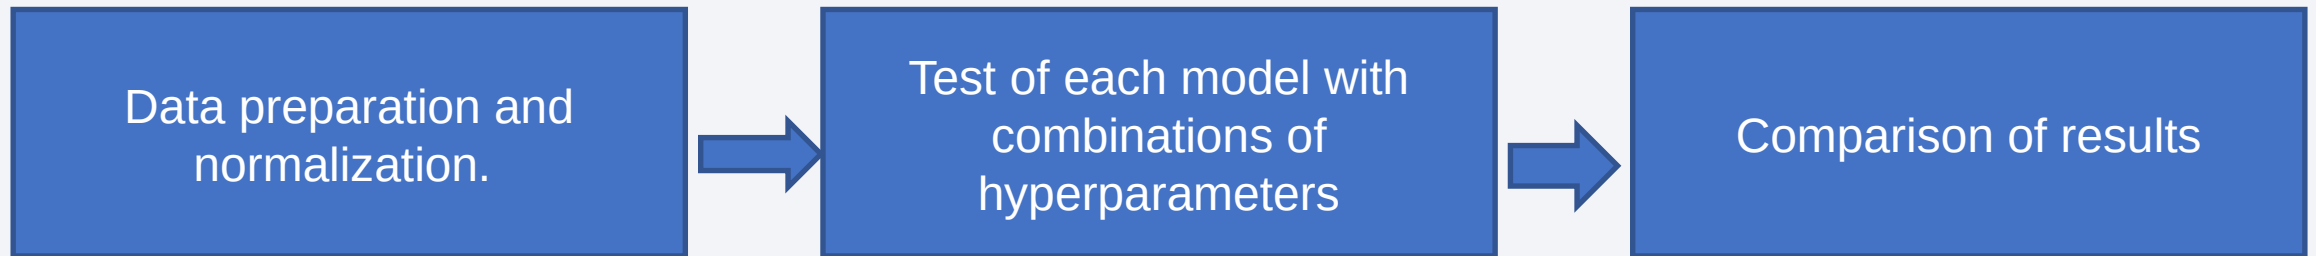 Data preparation and
normalization.
Test of each model with
combinations of
hyperparameters
Comparison of results